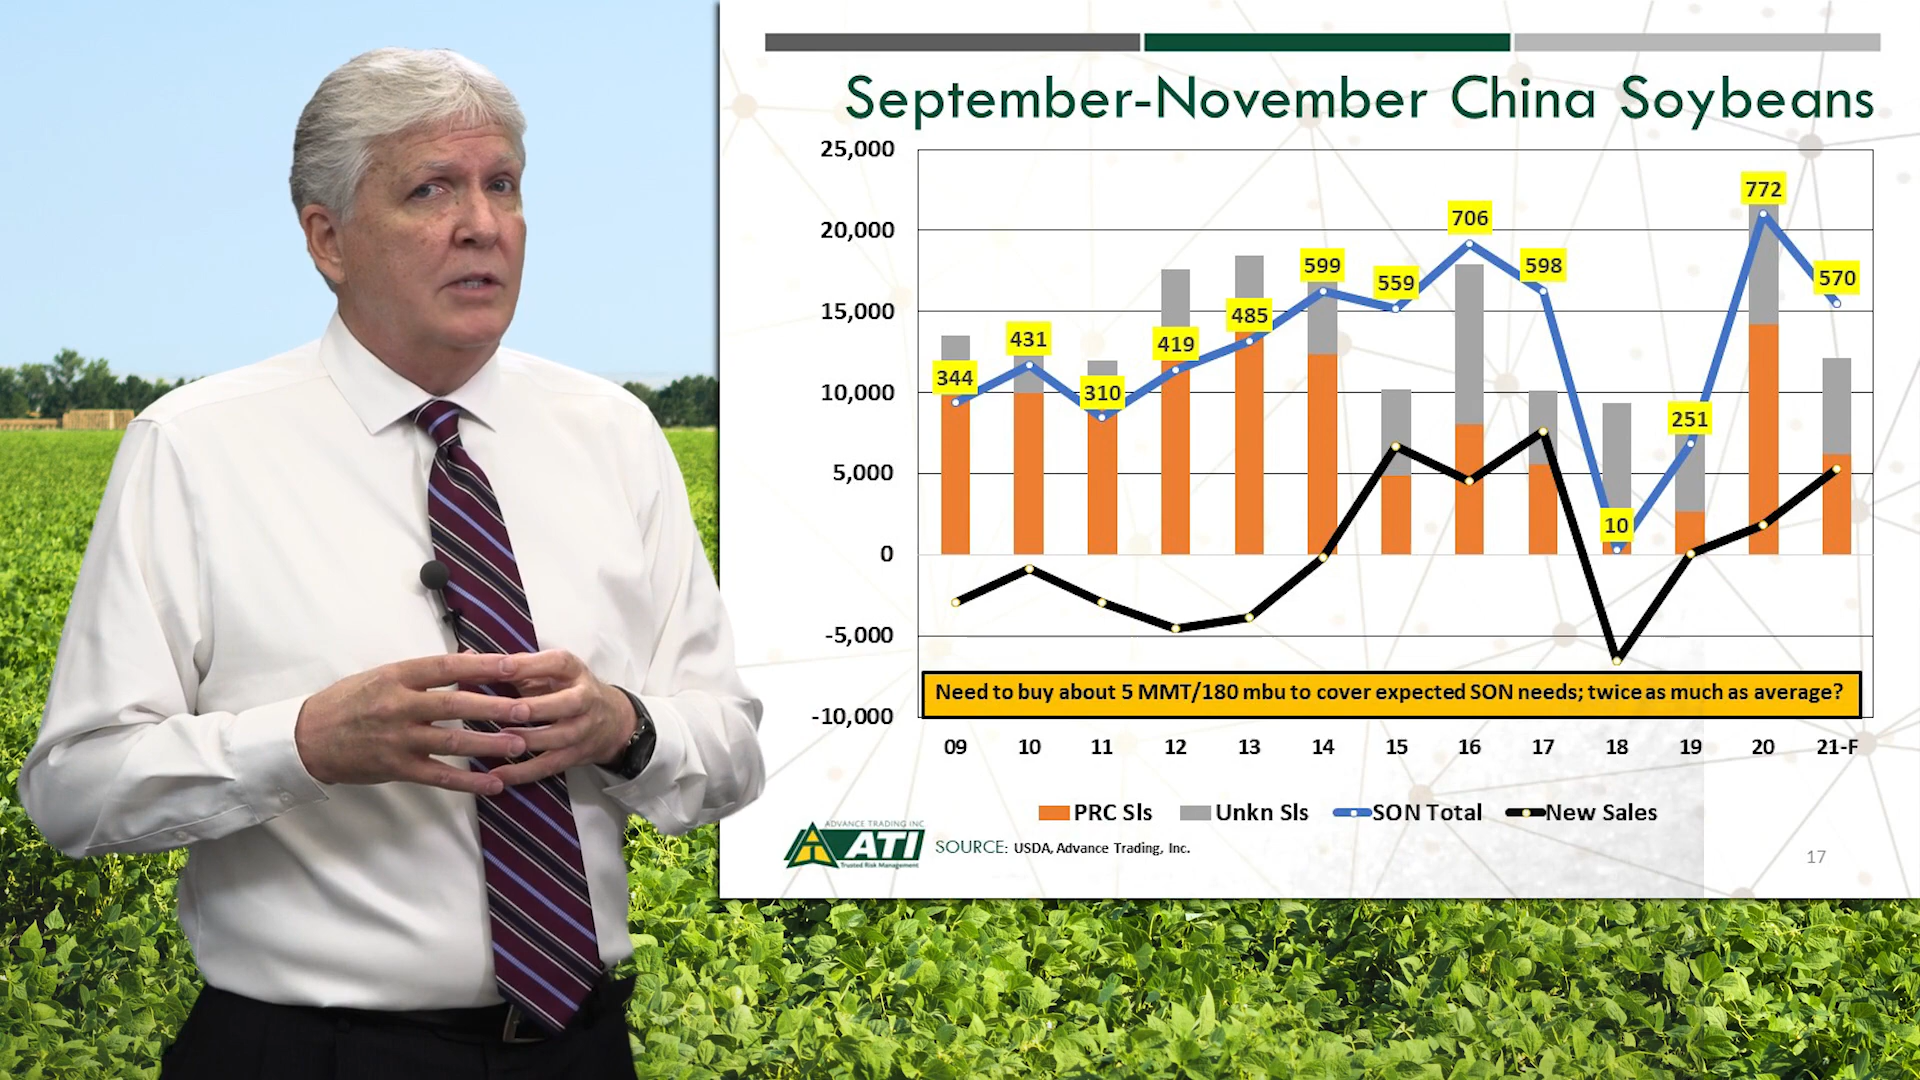 September-November China Soybeans
25,000
20,000
15,000
10,000
5,000
0
-5,000
-10,000
344
431
310
419
485
599
559
706
598
10
251
772
570
Need to buy about 5 MMT/180 mbu to cover expected SON needs; twice as much as average?
09 10 11 12 13 14 15 16 17 18 19 20 21-F
PRC Sls Unkn Sls SON Total New Sales
ADVANCE TRADING INC
ATI
Trusted Risk Management
SOURCE: USDA, Advance Trading, Inc.
17